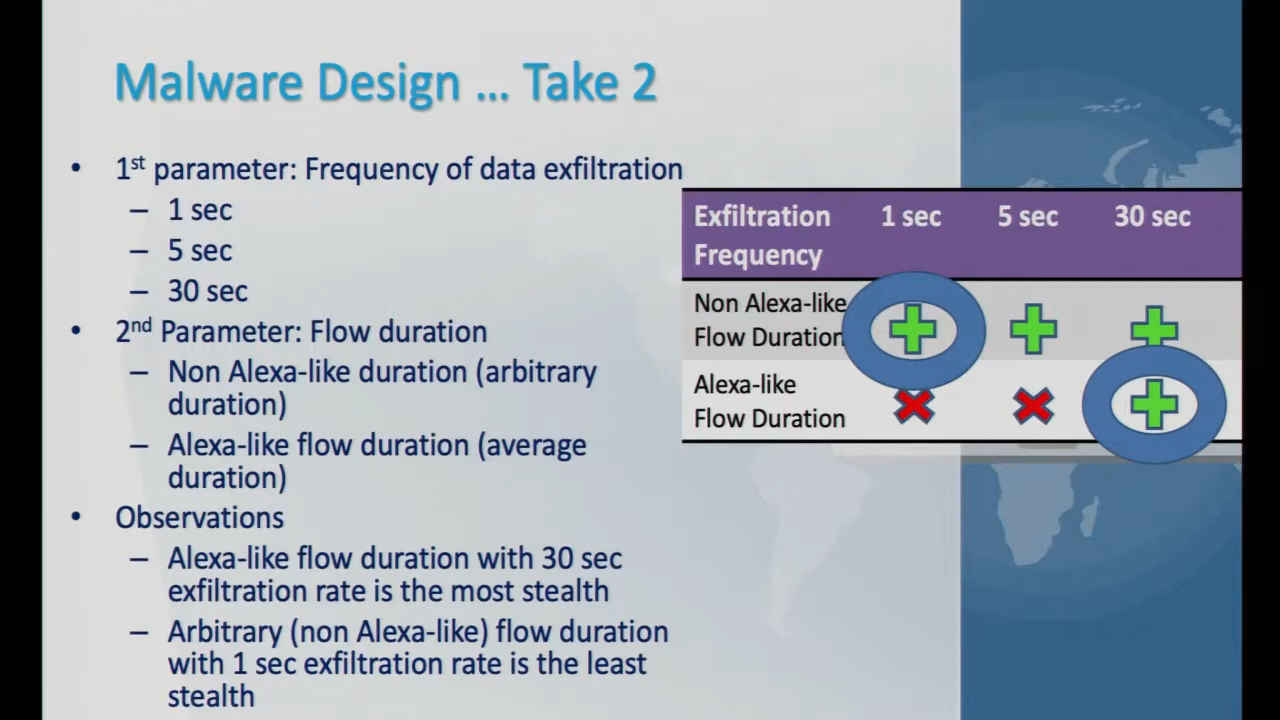 Malware Design ... Take 2
• 1st parameter: Frequency of data exfiltration
– 1 sec
– 5 sec
– 30 sec
• 2nd Parameter: Flow duration
– Non Alexa-like duration (arbitrary
duration)
– Alexa-like flow duration (average
duration)
• Observations
– Alexa-like flow duration with 30 sec
exfiltration rate is the most stealth
– Arbitrary (non Alexa-like) flow duration
with 1 sec exfiltration rate is the least
stealth
Exfiltration 1 sec 5 sec 30 sec
Frequency
Non Alexa-like
Flow Duration
Alexa-like
Flow Duration